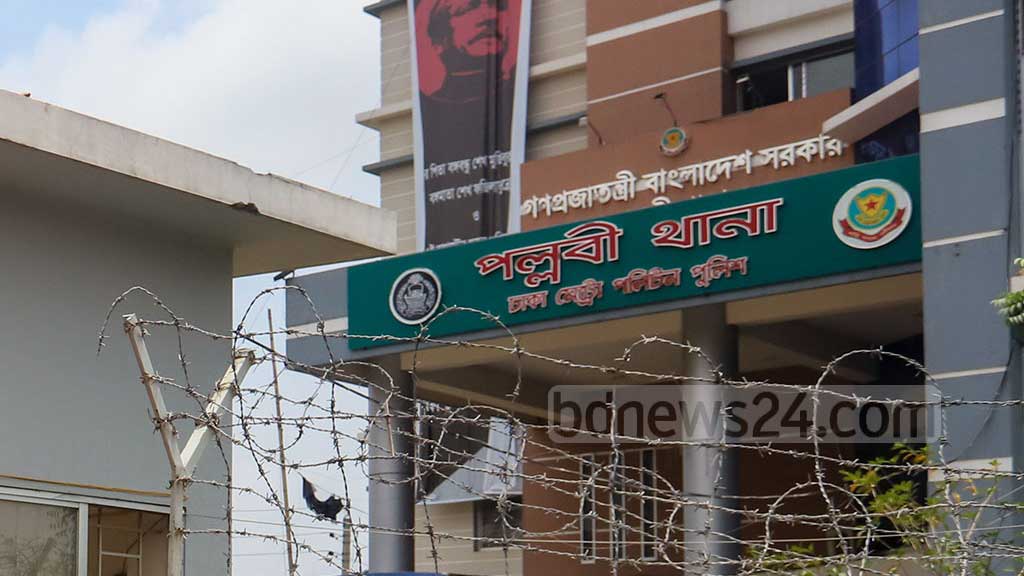 গণপ্রজাতন্ত্রী বাংলাদেশ সরকার
পল্লবী থানা
ঢাকা মেট্রো পলিটন পুলিশ
bdnews24.com